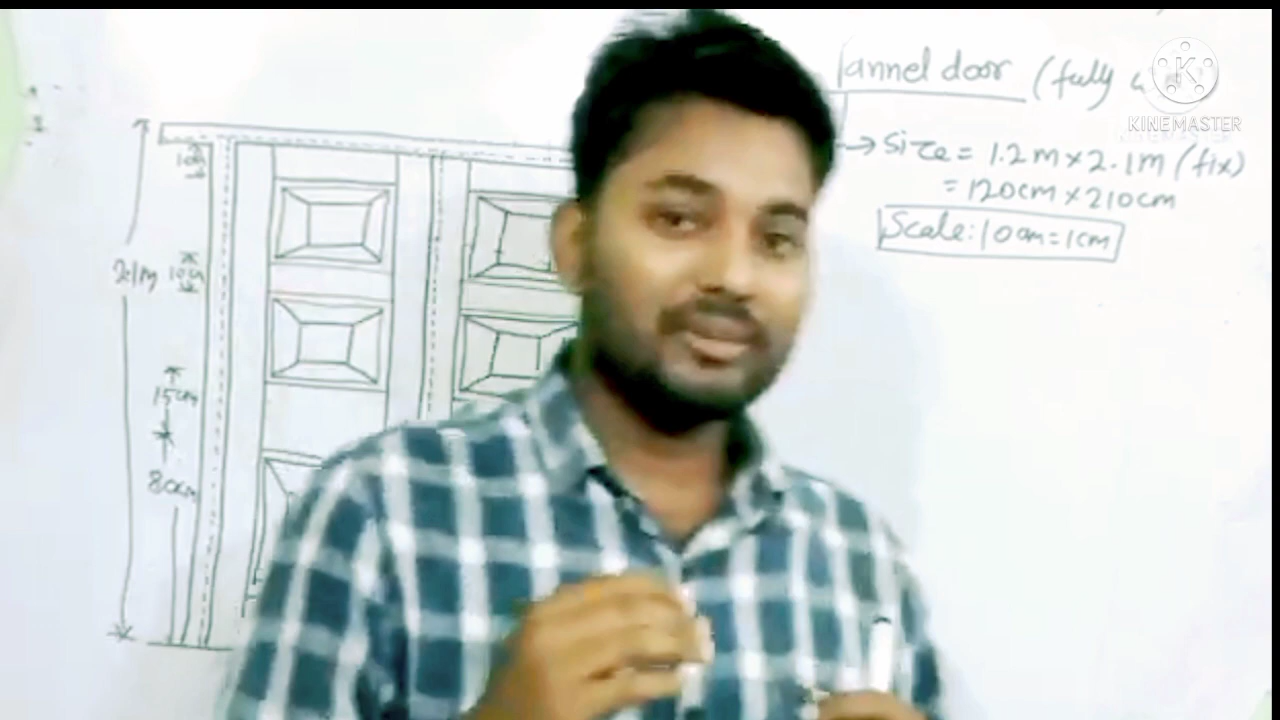 annel door (fully
→ Size = 1.2m×2.1m (fix)
= 120cm×210cm
Scale: 10cm=1cm
K
KINEMASTER
2.1m
10cm
15cm
80cm